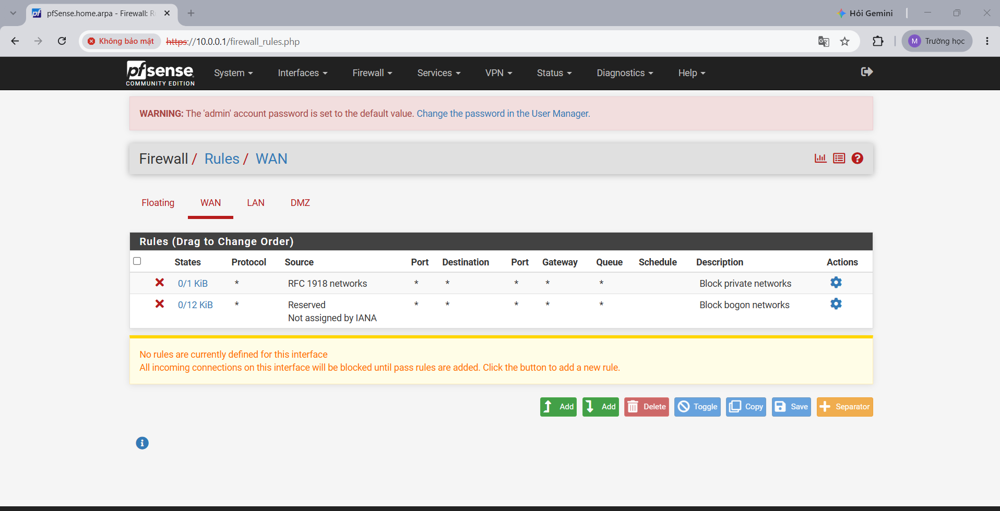 pfSense.home.arpa - Firewall: R
Hỏi Gemini
Không bảo mật https://10.0.0.1/firewall_rules.php
M Trường học
pfsense
COMMUNITY EDITION
System Interfaces Firewall Services VPN Status Diagnostics Help
WARNING: The 'admin' account password is set to the default value. Change the password in the User Manager.
Firewall / Rules / WAN
Floating WAN LAN DMZ
Rules (Drag to Change Order)
States Protocol Source Port Destination Port Gateway Queue Schedule Description Actions
0/1 KiB * RFC 1918 networks * * * * * Block private networks
0/12 KiB * Reserved * * * * * Block bogon networks
Not assigned by IANA
No rules are currently defined for this interface
All incoming connections on this interface will be blocked until pass rules are added. Click the button to add a new rule.
Add Add Delete Toggle Copy Save Separator